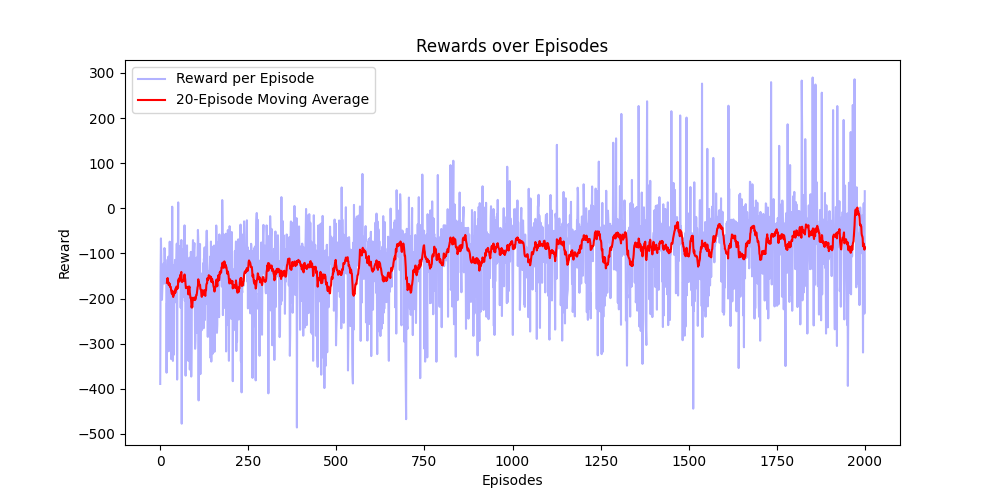 Rewards over Episodes
Reward per Episode
20-Episode Moving Average
Reward
300
200
100
0
−100
−200
−300
−400
−500
0 250 500 750 1000 1250 1500 1750 2000
Episodes